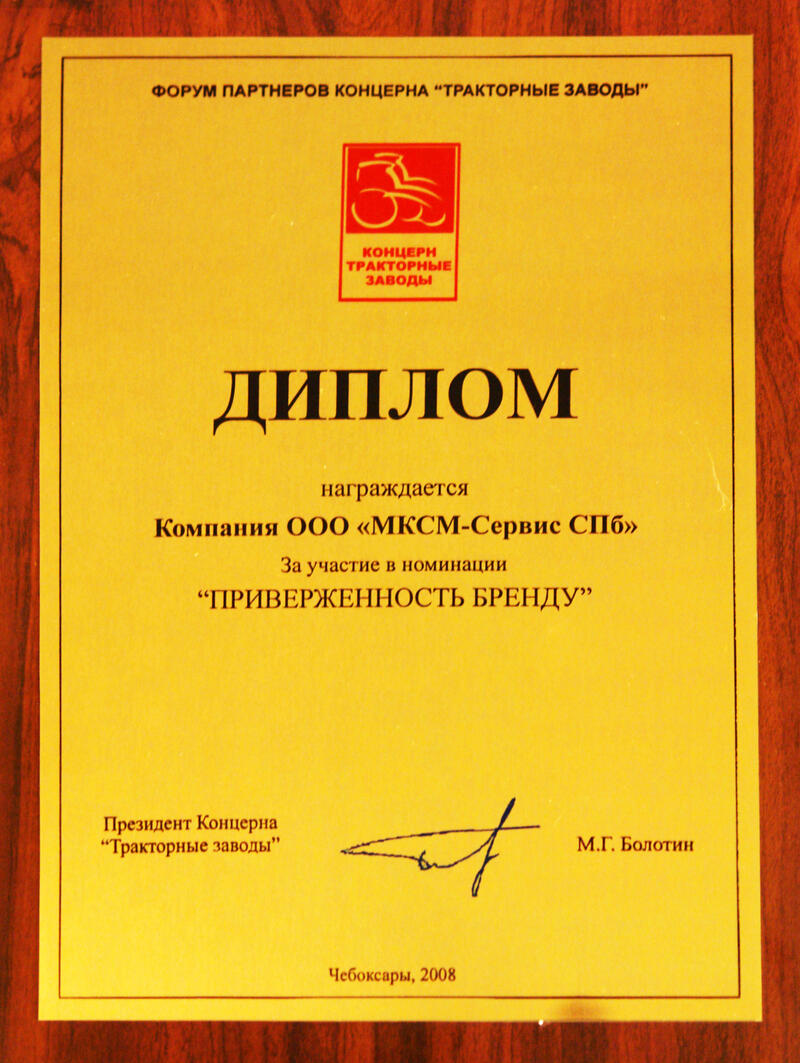 ФОРУМ ПАРТНЕРОВ КОНЦЕРНА "ТРАКТОРНЫЕ ЗАВОДЫ"
КОНЦЕРН
ТРАКТОРНЫЕ
ЗАВОДЫ
ДИПЛОМ
награждается
Компания ООО «МКСМ-Сервис СПб»
За участие в номинации
“ПРИВЕРЖЕННОСТЬ БРЕНДУ”
Президент Концерна
“Тракторные заводы”
М.Г. Болотин
Чебоксары, 2008